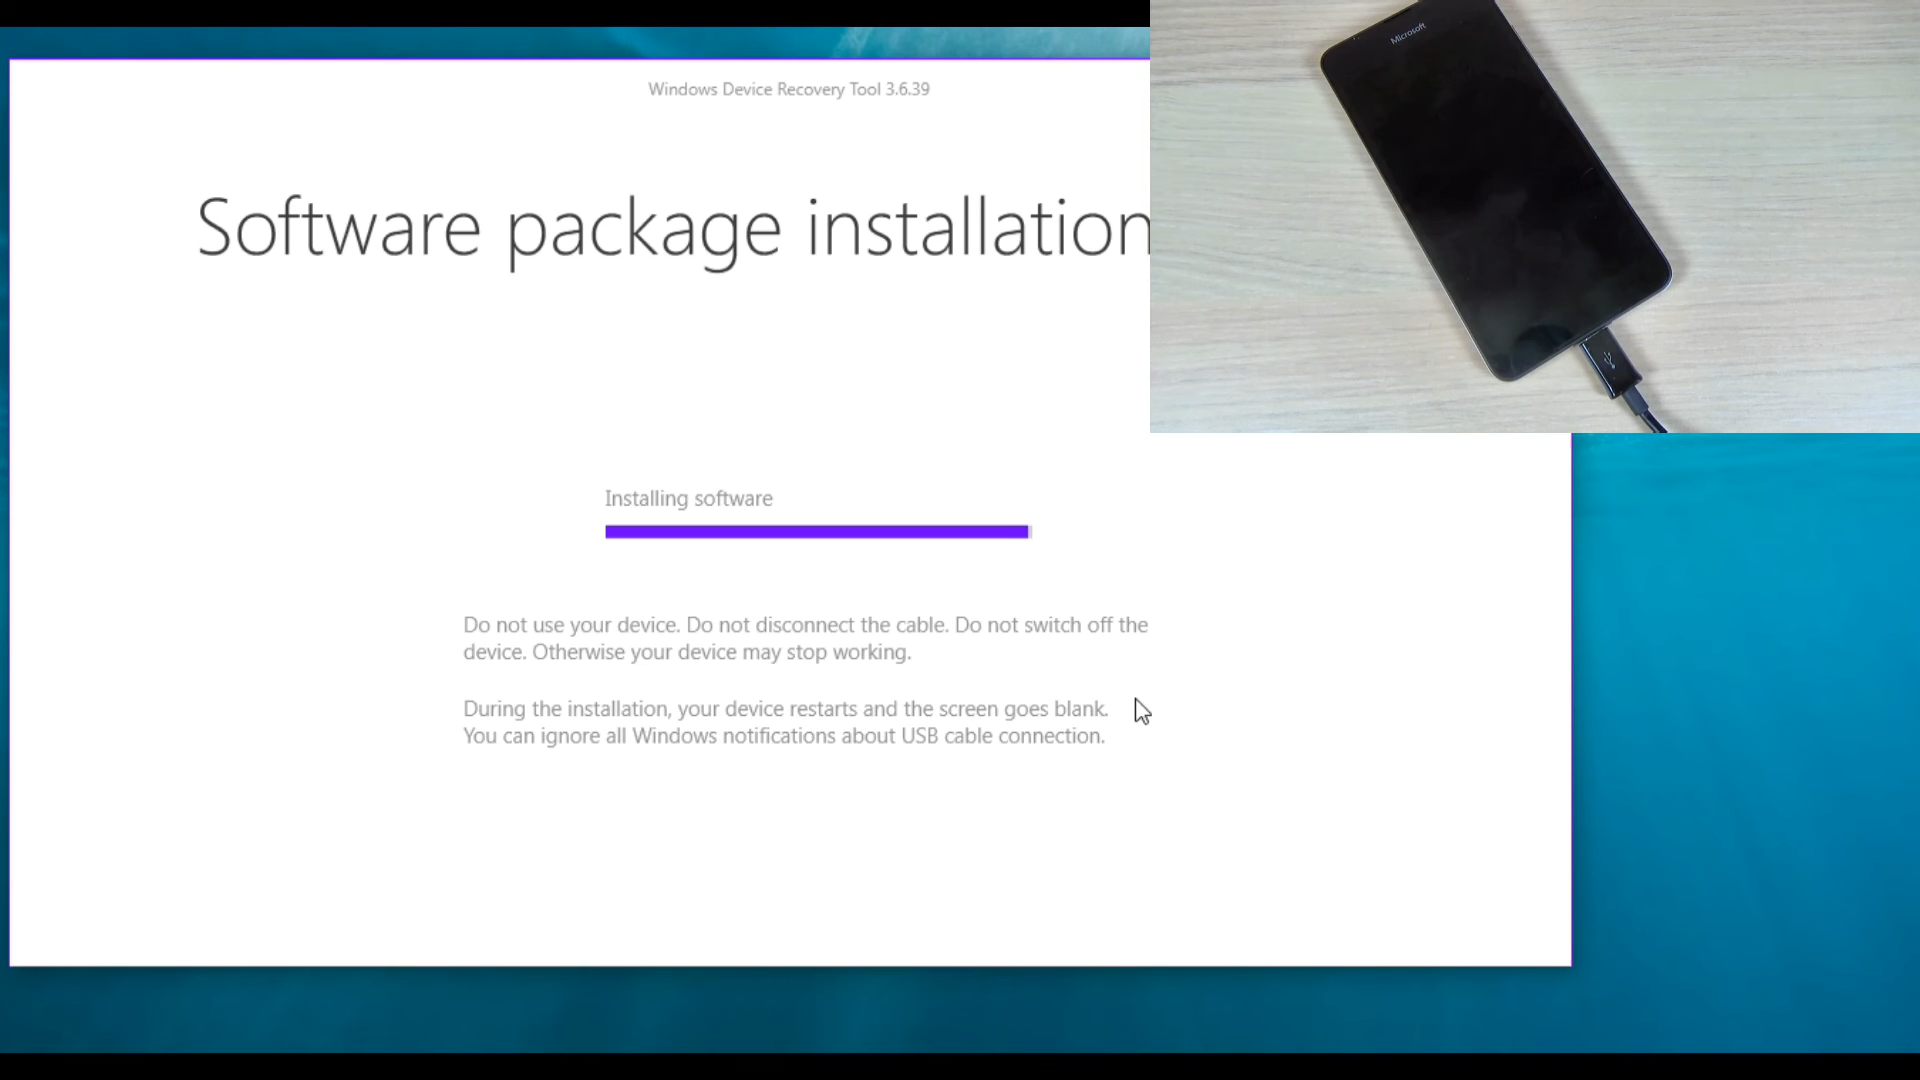 Windows Device Recovery Tool 3.6.39
Microsoft
Software package installation
Installing software
Do not use your device. Do not disconnect the cable. Do not switch off the
device. Otherwise your device may stop working.
During the installation, your device restarts and the screen goes blank.
You can ignore all Windows notifications about USB cable connection.